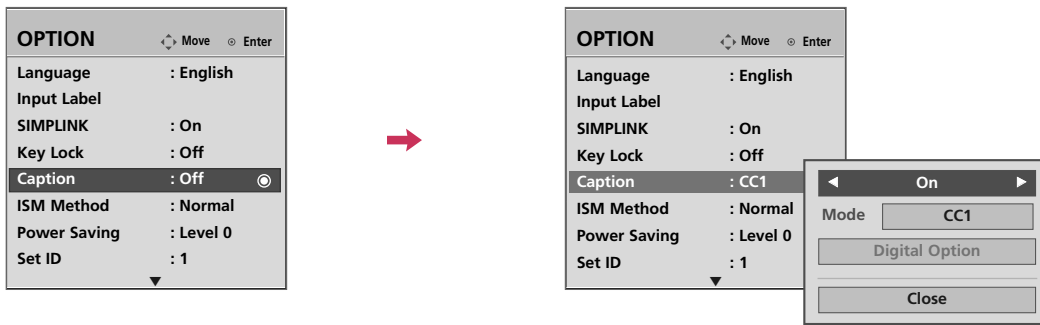 OPTION Move Enter
Language : English
Input Label
SIMPLINK : On
Key Lock : Off
Caption : Off
ISM Method : Normal
Power Saving : Level 0
Set ID : 1
OPTION Move Enter
Language : English
Input Label
SIMPLINK : On
Key Lock : Off
Caption : CC1
ISM Method : Normal
Power Saving : Level 0
Set ID : 1
On
Mode CC1
Digital Option
Close